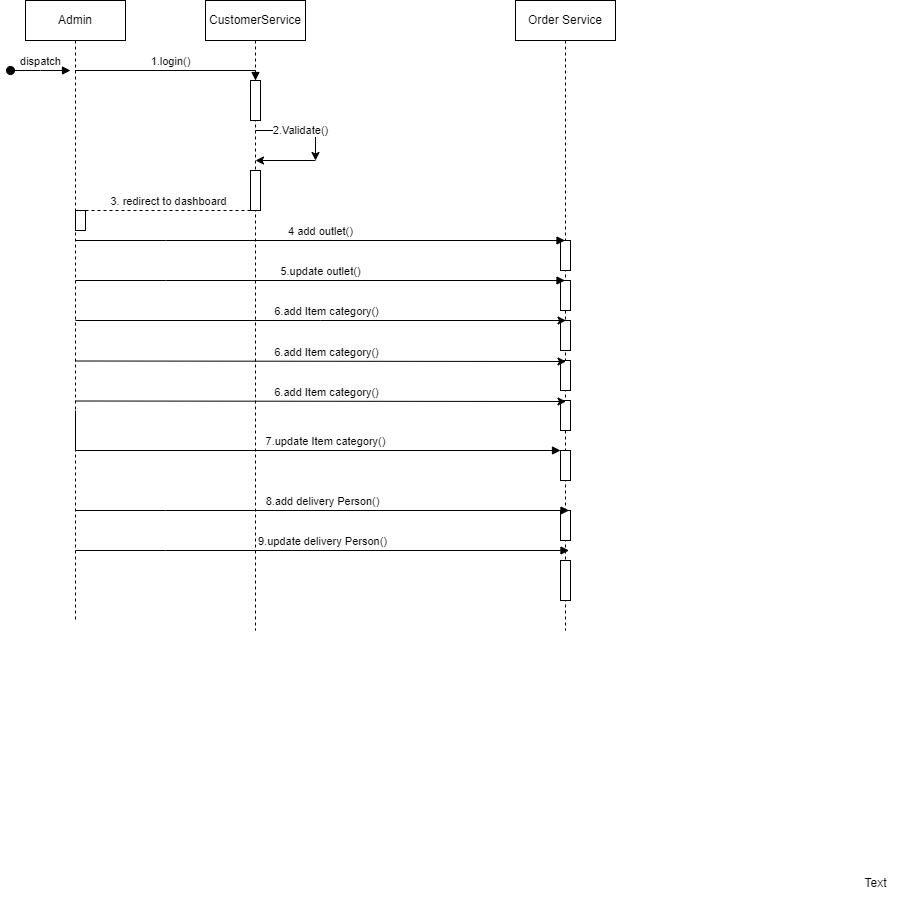 Admin
CustomerService
Order Service
dispatch
1.login()
2.Validate()
3. redirect to dashboard
4 add outlet()
5.update outlet()
6.add Item category()
6.add Item category()
6.add Item category()
7.update Item category()
8.add delivery Person()
9.update delivery Person()
Text